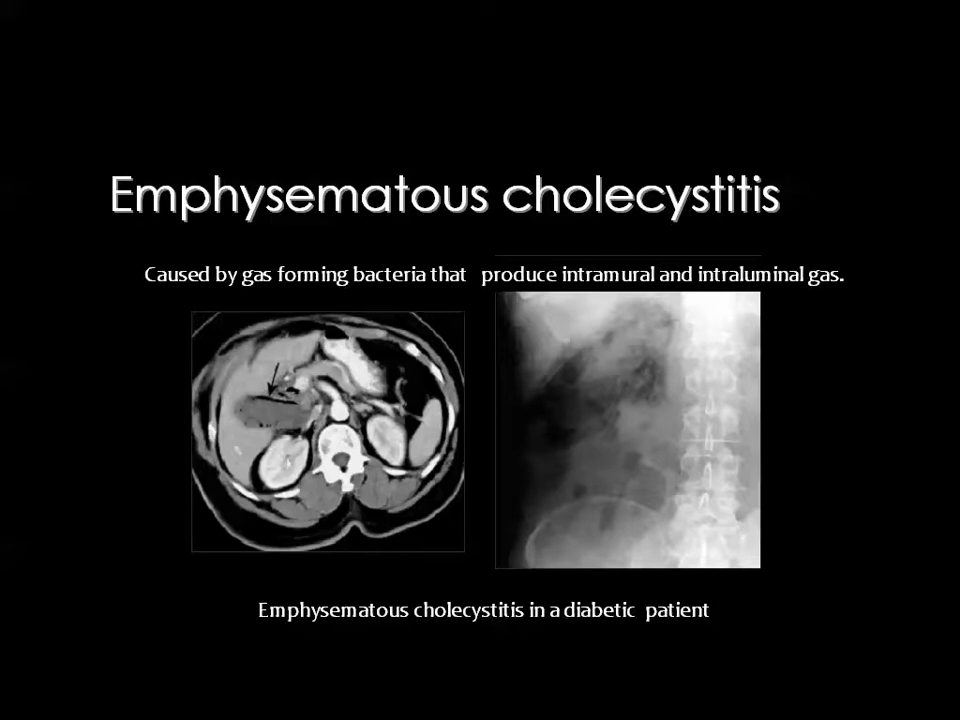 Emphysematous cholecystitis
Caused by gas forming bacteria that produce intramural and intraluminal gas.
Emphysematous cholecystitis in a diabetic patient